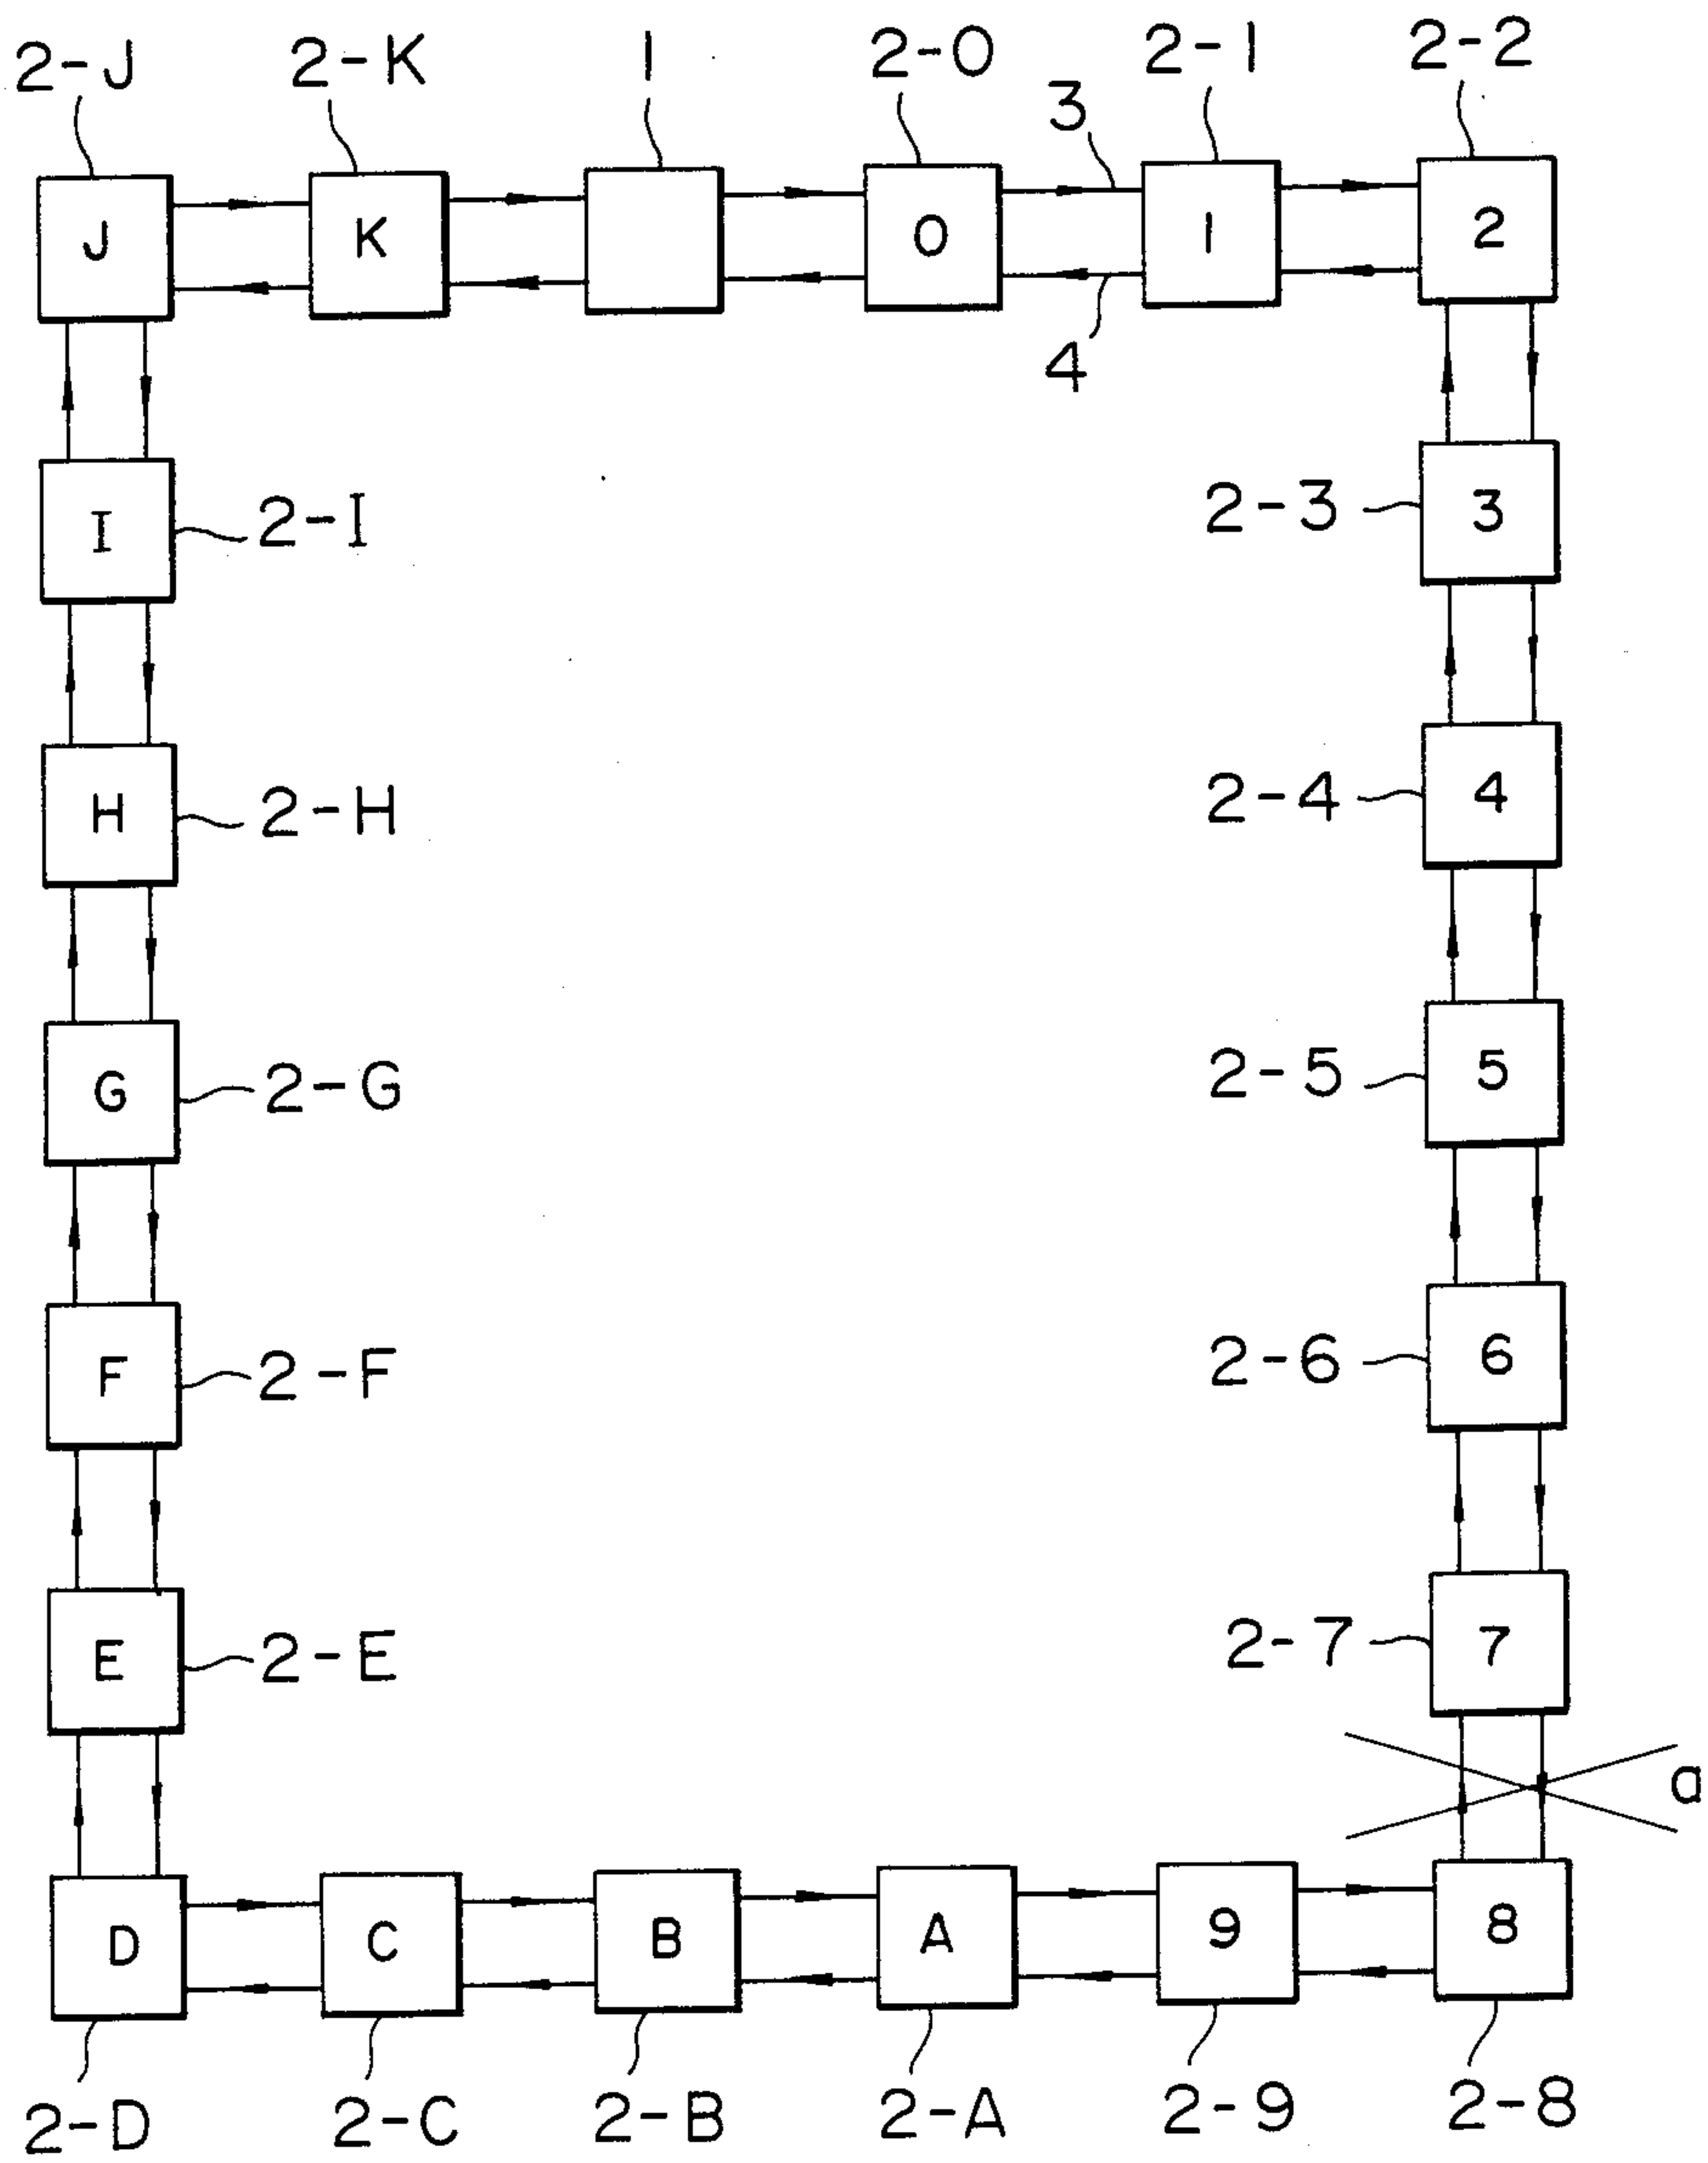 2-J 2-K 1 2-0 2-1 2-2
3
J K 0 1 2
4
I 2-I 2-3 3
H 2-H 2-4 4
G 2-G 2-5 5
F 2-F 2-6 6
E 2-E 2-7 7
a
D C B A 9 8
2-D 2-C 2-B 2-A 2-9 2-8